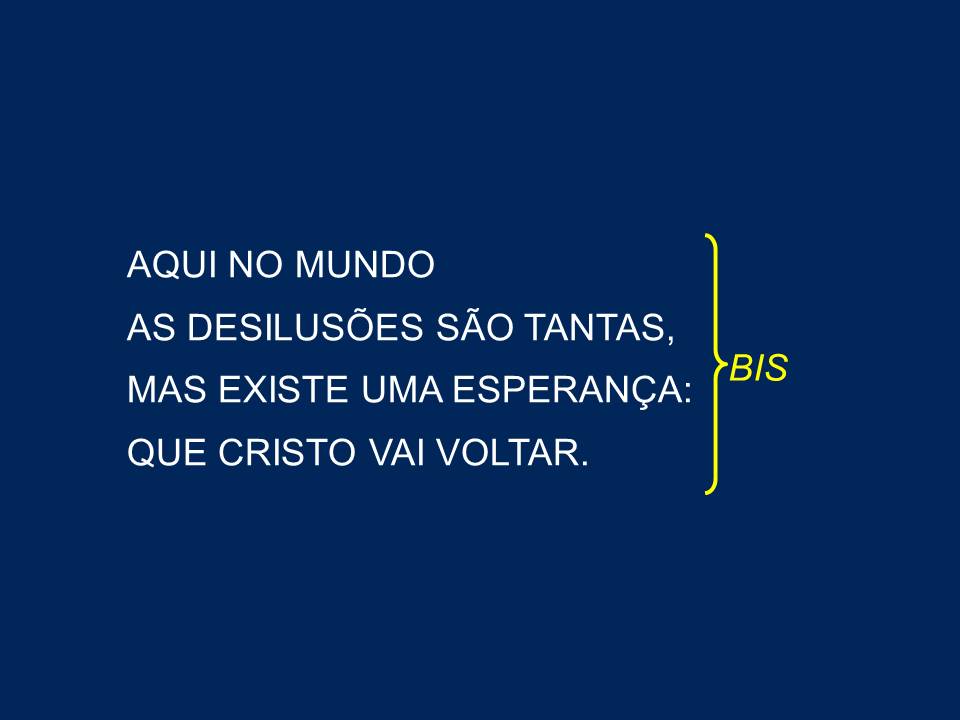 AQUI NO MUNDO
AS DESILUSÕES SÃO TANTAS,
MAS EXISTE UMA ESPERANÇA:
QUE CRISTO VAI VOLTAR.
BIS